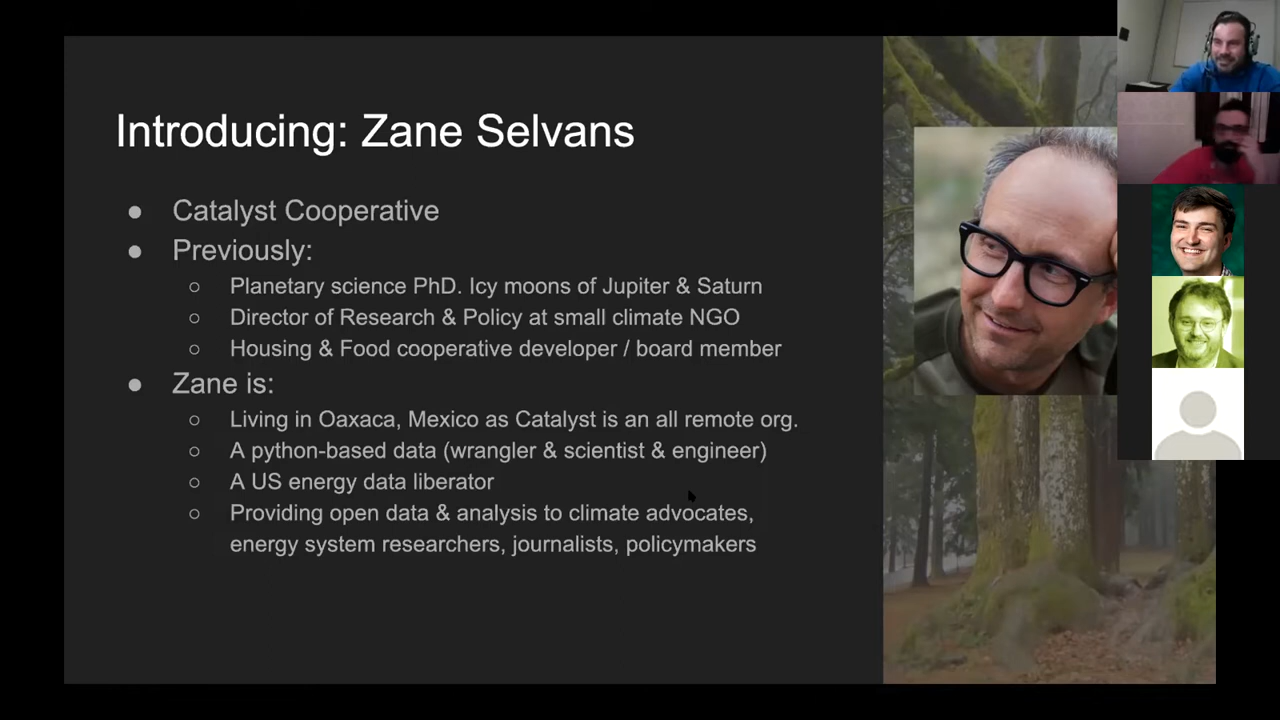 Introducing: Zane Selvans
● Catalyst Cooperative
● Previously:
○ Planetary science PhD. Icy moons of Jupiter & Saturn
○ Director of Research & Policy at small climate NGO
○ Housing & Food cooperative developer / board member
● Zane is:
○ Living in Oaxaca, Mexico as Catalyst is an all remote org.
○ A python-based data (wrangler & scientist & engineer)
○ A US energy data liberator
○ Providing open data & analysis to climate advocates,
energy system researchers, journalists, policymakers